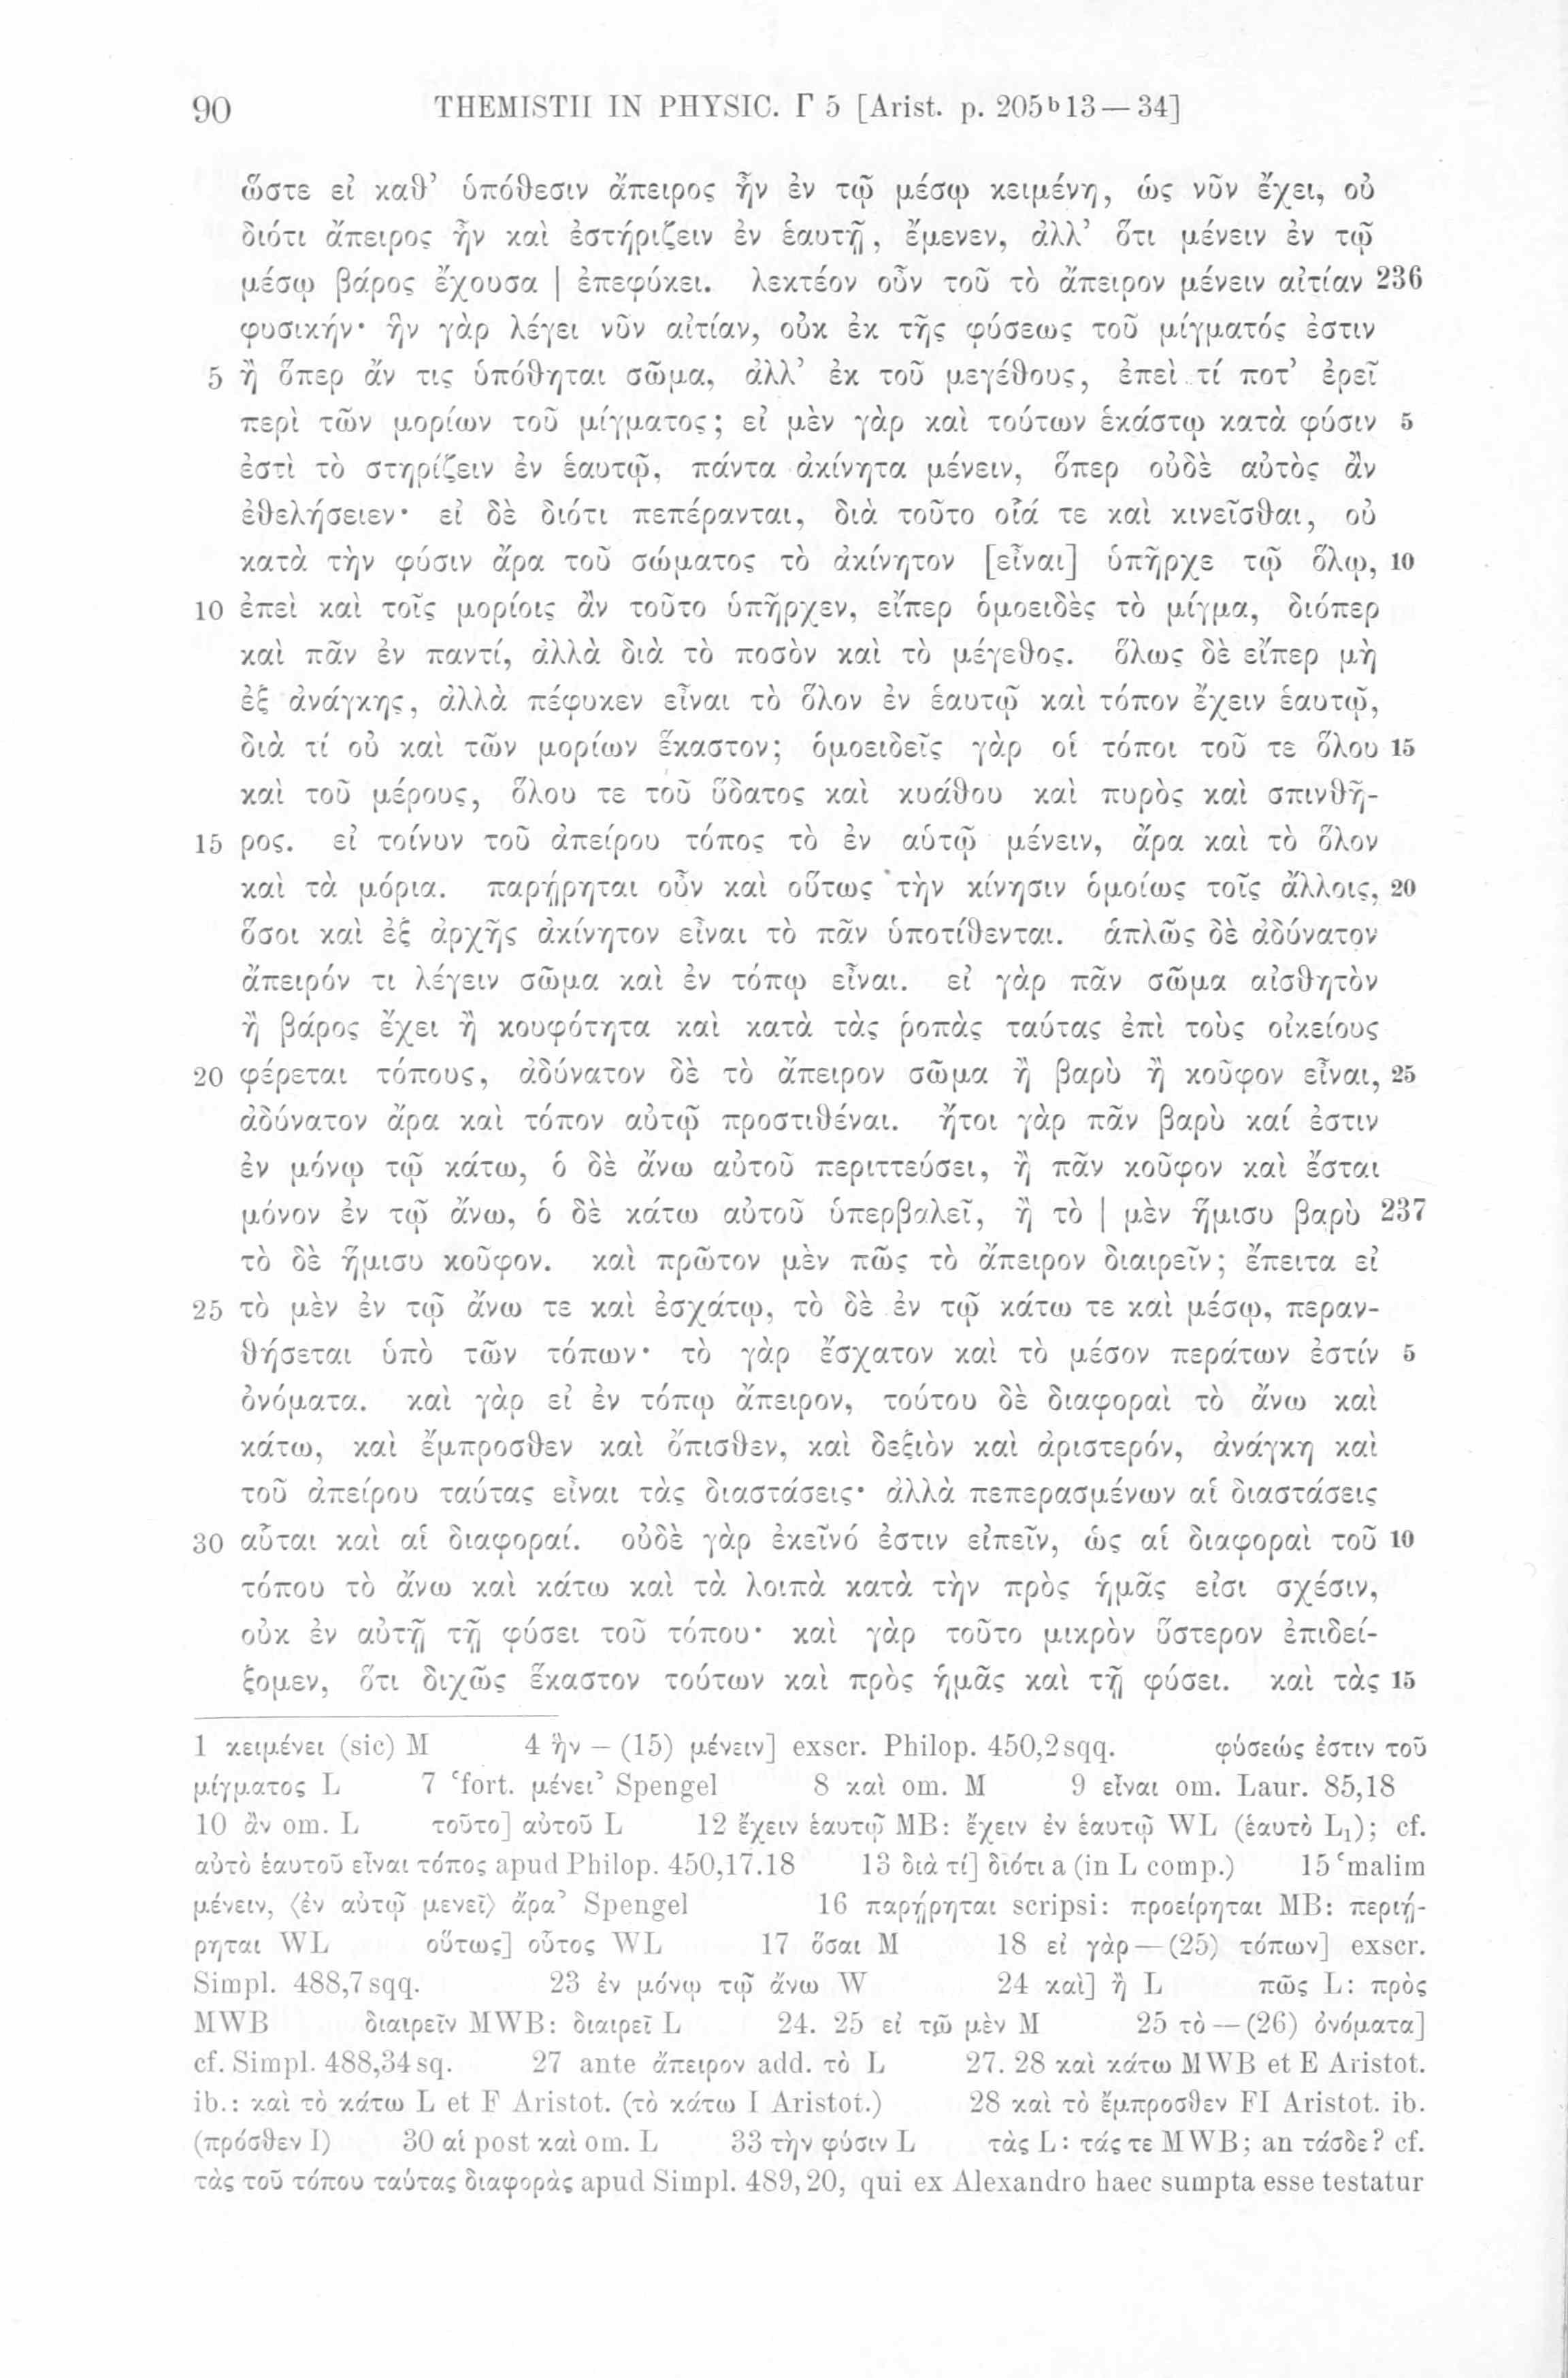 90 THEMISTII IN PHYSIC. Γ 5 [Arist. p. 205ᵇ13—34]
ὥστε εἰ καθ’ ὑπόθεσιν ἄπειρος ἦν ἐν τῷ μέσῳ κειμένη, ὡς νῦν ἔχει, οὐ
διότι ἄπειρος ἦν καὶ ἐστήριζειν ἐν ἑαυτῇ, ἔμενεν, ἀλλ’ ὅτι μένειν ἐν τῷ
μέσῳ βάρος ἔχουσα | ἐπεφύκει. λεκτέον οὖν τοῦ τὸ ἄπειρον μένειν αἰτίαν 236
φυσικήν· ἣν γὰρ λέγει νῦν αἰτίαν, οὐκ ἐκ τῆς φύσεως τοῦ μίγματός ἐστιν
5 ἢ ὅπερ ἄν τις ὑπόθηται σῶμα, ἀλλ’ ἐκ τοῦ μεγέθους, ἐπεὶ τί ποτ’ ἐρεῖ
περὶ τῶν μορίων τοῦ μίγματος; εἰ μὲν γὰρ καὶ τούτων ἑκάστῳ κατὰ φύσιν 5
ἐστὶ τὸ στηρίζειν ἐν ἑαυτῷ, πάντα ἀκίνητα μένειν, ὅπερ οὐδὲ αὐτὸς ἂν
ἐθελήσειεν· εἰ δὲ διότι πεπέρανται, διὰ τοῦτο οἷά τε καὶ κινεῖσθαι, οὐ
κατὰ τὴν φύσιν ἄρα τοῦ σώματος τὸ ἀκίνητον [εἶναι] ὑπῆρχε τῷ ὅλῳ, 10
10 ἐπεὶ καὶ τοῖς μορίοις ἂν τοῦτο ὑπῆρχεν, εἴπερ ὁμοειδὲς τὸ μίγμα, διόπερ
καὶ πᾶν ἐν παντί, ἀλλὰ διὰ τὸ ποσὸν καὶ τὸ μέγεθος. ὅλως δὲ εἴπερ μὴ
ἐξ ἀνάγκης, ἀλλὰ πέφυκεν εἶναι τὸ ὅλον ἐν ἑαυτῷ καὶ τόπον ἔχειν ἑαυτῷ,
διὰ τί οὐ καὶ τῶν μορίων ἕκαστον; ὁμοειδεῖς γὰρ οἱ τόποι τοῦ τε ὅλου 15
καὶ τοῦ μέρους, ὅλου τε τοῦ ὕδατος καὶ κυάθου καὶ πυρὸς καὶ σπινθῆ-
15 ρος. εἰ τοίνυν τοῦ ἀπείρου τόπος τὸ ἐν αὑτῷ μένειν, ἄρα καὶ τὸ ὅλον
καὶ τὰ μόρια. παρῄρηται οὖν καὶ οὕτως τὴν κίνησιν ὁμοίως τοῖς ἄλλοις, 20
ὅσοι καὶ ἐξ ἀρχῆς ἀκίνητον εἶναι τὸ πᾶν ὑποτίθενται. ἁπλῶς δὲ ἀδύνατον
ἄπειρόν τι λέγειν σῶμα καὶ ἐν τόπῳ εἶναι. εἰ γὰρ πᾶν σῶμα αἰσθητὸν
ἢ βάρος ἔχει ἢ κουφότητα καὶ κατὰ τὰς ῥοπὰς ταύτας ἐπὶ τοὺς οἰκείους
20 φέρεται τόπους, ἀδύνατον δὲ τὸ ἄπειρον σῶμα ἢ βαρὺ ἢ κοῦφον εἶναι, 25
ἀδύνατον ἄρα καὶ τόπον αὐτῷ προστιθέναι. ἤτοι γὰρ πᾶν βαρὺ καί ἐστιν
ἐν μόνῳ τῷ κάτω, ὁ δὲ ἄνω αὐτοῦ περιττεύσει, ἢ πᾶν κοῦφον καὶ ἔσται
μόνον ἐν τῷ ἄνω, ὁ δὲ κάτω αὐτοῦ ὑπερβαλεῖ, ἢ τὸ | μὲν ἥμισυ βαρὺ 237
τὸ δὲ ἥμισυ κοῦφον. καὶ πρῶτον μὲν πῶς τὸ ἄπειρον διαιρεῖν; ἔπειτα εἰ
25 τὸ μὲν ἐν τῷ ἄνω τε καὶ ἐσχάτῳ, τὸ δὲ ἐν τῷ κάτω τε καὶ μέσῳ, περαν-
θήσεται ὑπὸ τῶν τόπων· τὸ γὰρ ἔσχατον καὶ τὸ μέσον περάτων ἐστίν 5
ὀνόματα. καὶ γὰρ εἰ ἐν τόπῳ ἄπειρον, τούτου δὲ διαφοραὶ τὸ ἄνω καὶ
κάτω, καὶ ἔμπροσθεν καὶ ὄπισθεν, καὶ δεξιὸν καὶ ἀριστερόν, ἀνάγκη καὶ
τοῦ ἀπείρου ταύτας εἶναι τὰς διαστάσεις· ἀλλὰ πεπερασμένων αἱ διαστάσεις
30 αὗται καὶ αἱ διαφοραί. οὐδὲ γὰρ ἐκεῖνό ἐστιν εἰπεῖν, ὡς αἱ διαφοραὶ τοῦ 10
τόπου τὸ ἄνω καὶ κάτω καὶ τὰ λοιπὰ κατὰ τὴν πρὸς ἡμᾶς εἰσι σχέσιν,
οὐκ ἐν αὐτῇ τῇ φύσει τοῦ τόπου· καὶ γὰρ τοῦτο μικρὸν ὕστερον ἐπιδεί-
ξομεν, ὅτι διχῶς ἕκαστον τούτων καὶ πρὸς ἡμᾶς καὶ τῇ φύσει. καὶ τὰς 15
1 κειμένει (sic) M 4 ἣν — (15) μένειν] exscr. Philop. 450,2 sqq. φύσεώς ἐστιν τοῦ
μίγματος L 7 ‘fort. μένει’ Spengel 8 καὶ om. M 9 εἶναι om. Laur. 85,18
10 ἂν om. L τοῦτο] αὐτοῦ L 12 ἔχειν ἑαυτῷ MB: ἔχειν ἐν ἑαυτῷ WL (ἑαυτὸ L₁); cf.
αὐτὸ ἑαυτοῦ εἶναι τόπος apud Philop. 450,17.18 13 διὰ τί] διότι a (in L comp.) 15 ‘malim
μένειν, ⟨ἐν αὑτῷ μενεῖ⟩ ἄρα’ Spengel 16 παρῄρηται scripsi: προείρηται MB: περιῄ-
ρηται WL οὕτως] οὗτος WL 17 ὅσαι M 18 εἰ γὰρ — (25) τόπων] exscr.
Simpl. 488,7 sqq. 23 ἐν μόνῳ τῷ ἄνω W 24 καὶ] ἢ L πῶς L: πρὸς
MWB διαιρεῖν MWB: διαιρεῖ L 24. 25 εἰ τῶ μὲν M 25 τὸ — (26) ὀνόματα]
cf. Simpl. 488,34 sq. 27 ante ἄπειρον add. τὸ L 27. 28 καὶ κάτω MWB et E Aristot.
ib.: καὶ τὸ κάτω L et F Aristot. (τὸ κάτω I Aristot.) 28 καὶ τὸ ἔμπροσθεν FI Aristot. ib.
(πρόσθεν I) 30 αἱ post καὶ om. L 33 τὴν φύσιν L τὰς L: τάς τε MWB; an τάσδε? cf.
τὰς τοῦ τόπου ταύτας διαφορὰς apud Simpl. 489,20, qui ex Alexandro haec sumpta esse testatur